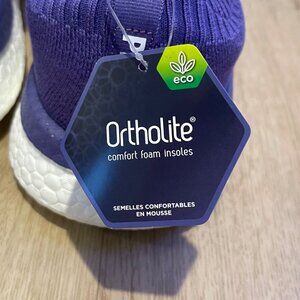 eco
Ortholite®
comfort foam insoles
SEMELLES CONFORTABLES
EN MOUSSE